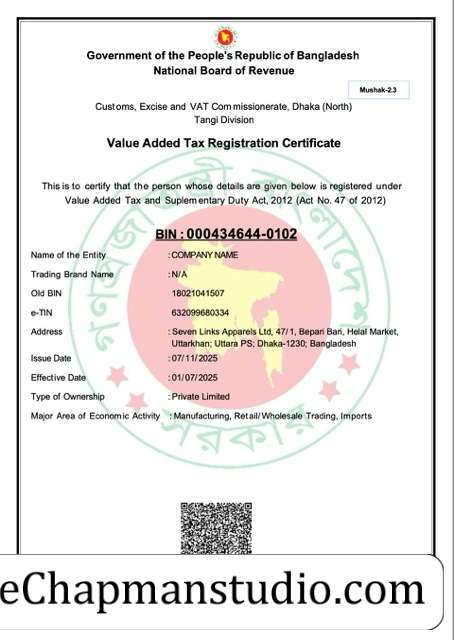 Government of the People's Republic of Bangladesh
National Board of Revenue
Mushak-2.3
Customs, Excise and VAT Commissionerate, Dhaka (North)
Tangi Division
Value Added Tax Registration Certificate
This is to certify that the person whose details are given below is registered under
Value Added Tax and Suplementary Duty Act, 2012 (Act No. 47 of 2012)
BIN : 000434644-0102
Name of the Entity : COMPANY NAME
Trading Brand Name : N/A
Old BIN 18021041507
e-TIN 632099680334
Address : Seven Links Apparels Ltd, 47/1, Bepari Bari, Helal Market,
Uttarkhan; Uttara PS; Dhaka-1230; Bangladesh
Issue Date : 07/11/2025
Effective Date : 01/07/2025
Type of Ownership : Private Limited
Major Area of Economic Activity : Manufacturing, Retail/Wholesale Trading, Imports
গণপ্রজাতন্ত্রী বাংলাদেশ
সরকার
eChapmanstudio.com